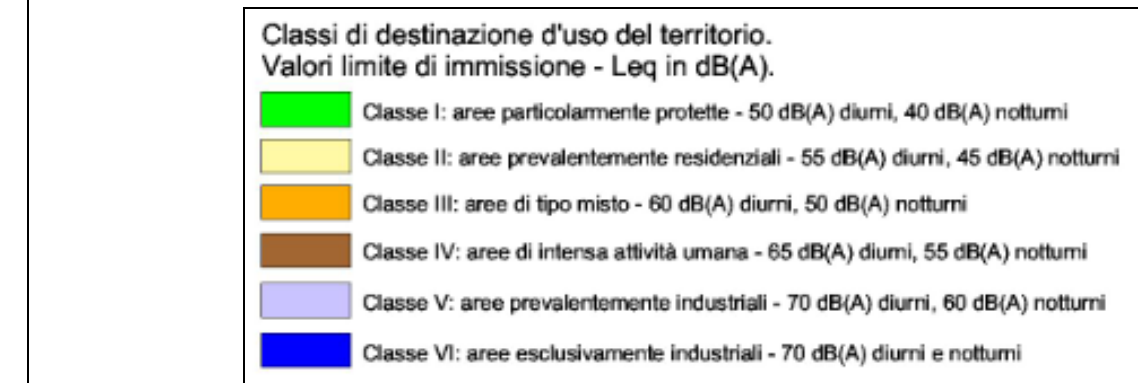 Classi di destinazione d'uso del territorio.
Valori limite di immissione - Leq in dB(A).
Classe I: aree particolarmente protette - 50 dB(A) diurni, 40 dB(A) notturni
Classe II: aree prevalentemente residenziali - 55 dB(A) diurni, 45 dB(A) notturni
Classe III: aree di tipo misto - 60 dB(A) diurni, 50 dB(A) notturni
Classe IV: aree di intensa attività umana - 65 dB(A) diurni, 55 dB(A) notturni
Classe V: aree prevalentemente industriali - 70 dB(A) diurni, 60 dB(A) notturni
Classe VI: aree esclusivamente industriali - 70 dB(A) diurni e notturni